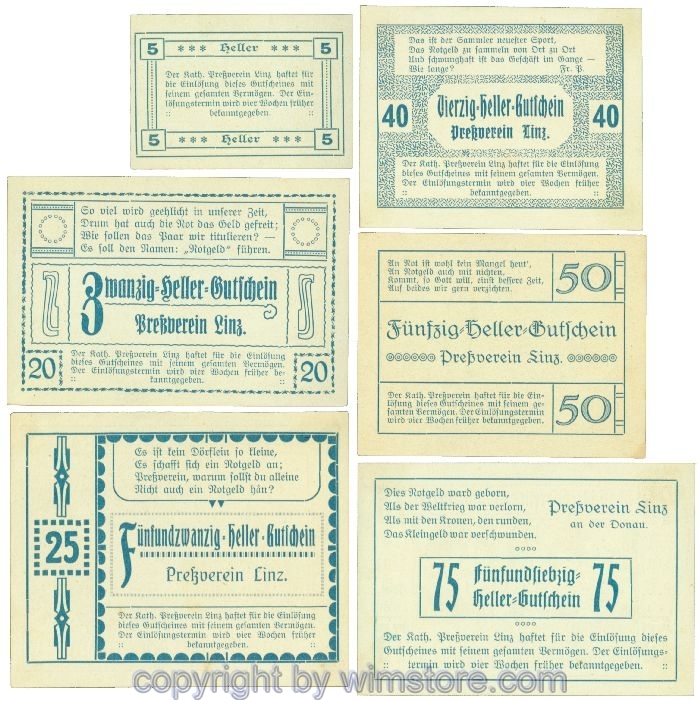 5 *** Heller *** 5
Der Kath. Preßverein Linz haftet für
die Einlösung dieses Gutscheines mit
seinem gesamten Vermögen. Der Ein-
lösungstermin wird vier Wochen früher
:: bekanntgegeben. ::
5 *** Heller *** 5
Das ist der Sammler neuester Sport,
Das Notgeld zu sammeln von Ort zu Ort
Und schwunghaft ist das Geschäft im Gange —
Wie lange? Fr. P.
Vierzig-Heller-Gutschein
40 40
Preßverein Linz.
Der Kath. Preßverein Linz haftet für die Einlösung
dieses Gutscheines mit seinem gesamten Vermögen.
Der Einlösungstermin wird vier Wochen früher
:: bekanntgegeben. ::
So viel wird gehehlicht in unserer Zeit,
Drum hat auch die Not das Geld gefreit;
Wie sollen das Paar wir titulieren? —
Es soll den Namen: „Notgeld“ führen.
Zwanzig-Heller-Gutschein
Preßverein Linz.
Der Kath. Preßverein Linz haftet für die Einlösung
dieses Gutscheines mit seinem gesamten Vermögen.
20 Der Einlösungstermin wird vier Wochen früher be- 20
:: kanntgegeben. ::
An Not ist wohl kein Mangel heut',
An Notgeld auch mit nichten,
Kommt, so Gott will, einst bessere Zeit,
Auf beides wir gern verzichten.
50
Fünfzig-Heller-Gutschein
Preßverein Linz.
Der Kath. Preßverein haftet für die Ein-
lösung dieses Gutscheines mit seinem ge-
samten Vermögen. Der Einlösungstermin
wird vier Wochen früher bekanntgegeben.
50
Es ist kein Dörflein so kleine,
Es schafft sich ein Notgeld an;
Preßverein, warum sollst du alleine
Nicht auch ein Notgeld hán?
25
Fünfundzwanzig-Heller-Gutschein
Preßverein Linz.
Der Kath. Preßverein Linz haftet für die Einlösung
dieses Gutscheines mit seinem gesamten Vermögen.
Der Einlösungstermin wird vier Wochen früher
:: bekanntgegeben. ::
Dies Notgeld ward geborn,
Als der Weltkrieg war verlorn,
Als mit den Kronen, den runden,
Das Kleingeld war verschwunden.
Preßverein Linz
an der Donau.
75 Fünfundsiebzig- 75
Heller-Gutschein
Der Kath. Preßverein Linz haftet für die Einlösung dieses
Gutscheines mit seinem gesamten Vermögen. Der Einlösungs-
termin wird vier Wochen früher bekanntgegeben.
copyright by wimstore.com